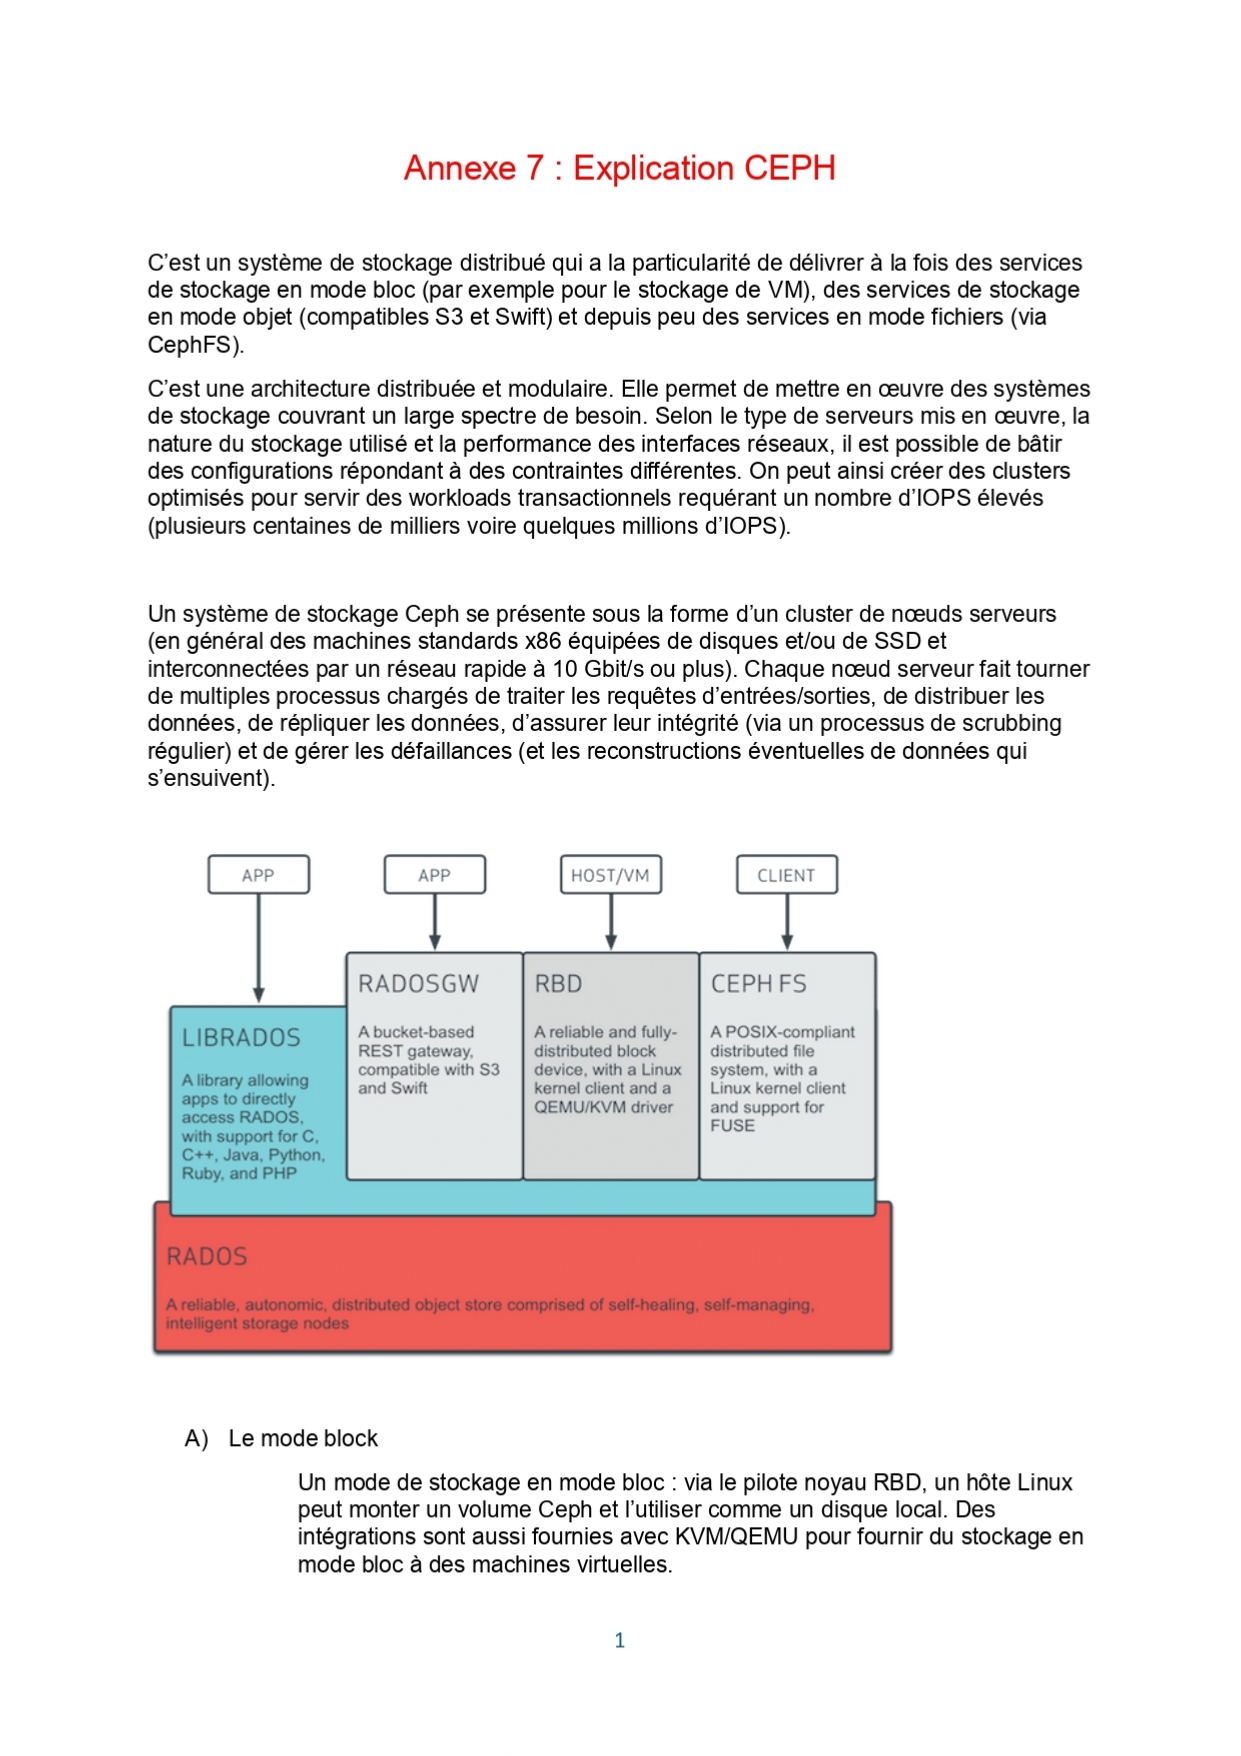 Annexe 7 : Explication CEPH
C’est un système de stockage distribué qui a la particularité de délivrer à la fois des services
de stockage en mode bloc (par exemple pour le stockage de VM), des services de stockage
en mode objet (compatibles S3 et Swift) et depuis peu des services en mode fichiers (via
CephFS).
C’est une architecture distribuée et modulaire. Elle permet de mettre en œuvre des systèmes
de stockage couvrant un large spectre de besoin. Selon le type de serveurs mis en œuvre, la
nature du stockage utilisé et la performance des interfaces réseaux, il est possible de bâtir
des configurations répondant à des contraintes différentes. On peut ainsi créer des clusters
optimisés pour servir des workloads transactionnels requérant un nombre d’IOPS élevés
(plusieurs centaines de milliers voire quelques millions d’IOPS).
Un système de stockage Ceph se présente sous la forme d’un cluster de nœuds serveurs
(en général des machines standards x86 équipées de disques et/ou de SSD et
interconnectées par un réseau rapide à 10 Gbit/s ou plus). Chaque nœud serveur fait tourner
de multiples processus chargés de traiter les requêtes d’entrées/sorties, de distribuer les
données, de répliquer les données, d’assurer leur intégrité (via un processus de scrubbing
régulier) et de gérer les défaillances (et les reconstructions éventuelles de données qui
s’ensuivent).
APP
APP
HOST/VM
CLIENT
LIBRADOS
A library allowing
apps to directly
access RADOS,
with support for C,
C++, Java, Python,
Ruby, and PHP
RADOSGW
A bucket-based
REST gateway,
compatible with S3
and Swift
RBD
A reliable and fully-
distributed block
device, with a Linux
kernel client and a
QEMU/KVM driver
CEPH FS
A POSIX-compliant
distributed file
system, with a
Linux kernel client
and support for
FUSE
RADOS
A reliable, autonomic, distributed object store comprised of self-healing, self-managing,
intelligent storage nodes
A) Le mode block
Un mode de stockage en mode bloc : via le pilote noyau RBD, un hôte Linux
peut monter un volume Ceph et l’utiliser comme un disque local. Des
intégrations sont aussi fournies avec KVM/QEMU pour fournir du stockage en
mode bloc à des machines virtuelles.
1